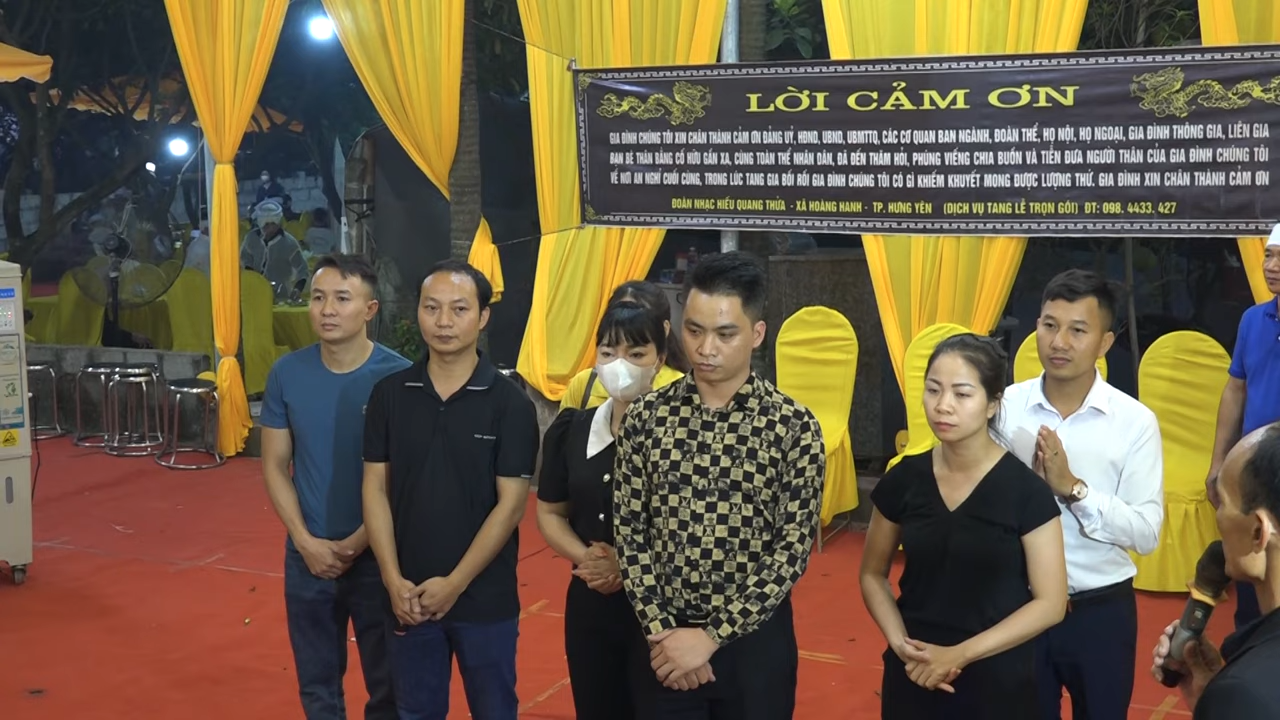 LỜI CẢM ƠN
GIA ĐÌNH CHÚNG TÔI XIN CHÂN THÀNH CẢM ƠN ĐẢNG UỶ, HĐND, UBND, UBMTTQ, CÁC CƠ QUAN BAN NGÀNH, ĐOÀN THỂ, HỌ NỘI, HỌ NGOẠI, GIA ĐÌNH THÔNG GIA, LIÊN GIA
BẠN BÈ THÂN BẰNG CỐ HỮU GẦN XA, CÙNG TOÀN THỂ NHÂN DÂN, ĐÃ ĐẾN THĂM HỎI, PHÚNG VIẾNG CHIA BUỒN VÀ TIỄN ĐƯA NGƯỜI THÂN CỦA GIA ĐÌNH CHÚNG TÔI
VỀ NƠI AN NGHỈ CUỐI CÙNG, TRONG LÚC TANG GIA BỐI RỐI GIA ĐÌNH CHÚNG TÔI CÓ GÌ KHIẾM KHUYẾT MONG ĐƯỢC LƯỢNG THỨ. GIA ĐÌNH XIN CHÂN THÀNH CẢM ƠN
ĐOÀN NHẠC HIẾU QUANG THỨA - XÃ HOÀNG HANH - TP. HƯNG YÊN (DỊCH VỤ TANG LỄ TRỌN GÓI) ĐT: 098. 4433. 427